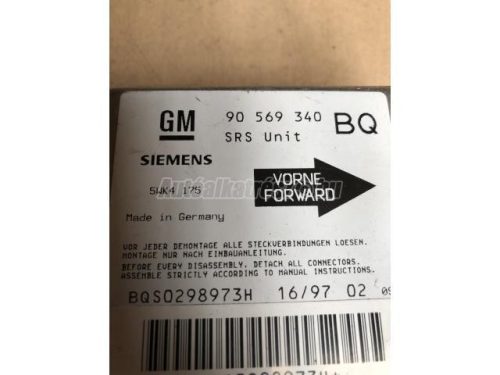 GM 90 569 340 BQ
SRS Unit
SIEMENS
5WK4 175
VORNE
FORWARD
Made in Germany
VOR JEDER DEMONTAGE ALLE STECKVERBINDUNGEN LOESEN.
MONTAGE NUR NACH EINBAUANLEITUNG.
BEFORE EVERY DISASSEMBLY, DETACH ALL CONNECTORS.
ASSEMBLE STRICTLY ACCORDING TO MANUAL INSTRUCTIONS.
BQS0298973H 16/97 02